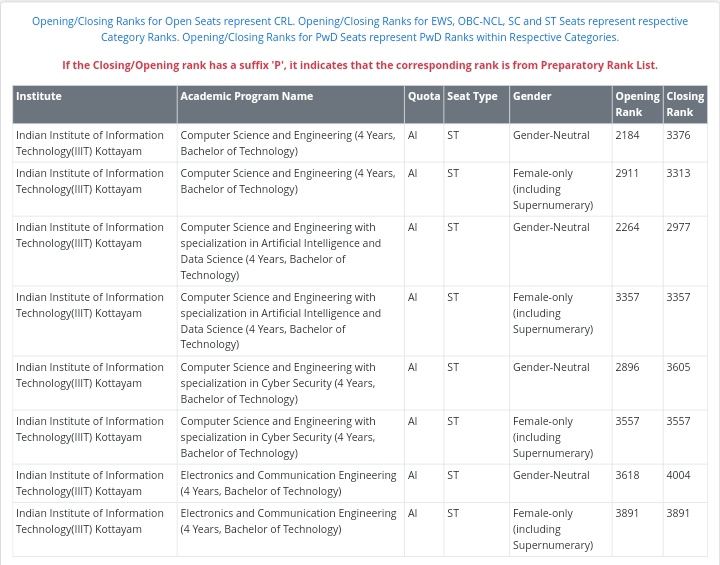 Opening/Closing Ranks for Open Seats represent CRL. Opening/Closing Ranks for EWS, OBC-NCL, SC and ST Seats represent respective
Category Ranks. Opening/Closing Ranks for PwD Seats represent PwD Ranks within Respective Categories.
If the Closing/Opening rank has a suffix 'P', it indicates that the corresponding rank is from Preparatory Rank List.
Institute Academic Program Name Quota Seat Type Gender Opening Closing
Rank Rank
Indian Institute of Information Computer Science and Engineering (4 Years, AI ST Gender-Neutral 2184 3376
Technology(IIIT) Kottayam Bachelor of Technology)
Indian Institute of Information Computer Science and Engineering (4 Years, AI ST Female-only 2911 3313
Technology(IIIT) Kottayam Bachelor of Technology) (including
Supernumerary)
Indian Institute of Information Computer Science and Engineering with AI ST Gender-Neutral 2264 2977
Technology(IIIT) Kottayam specialization in Artificial Intelligence and
Data Science (4 Years, Bachelor of
Technology)
Indian Institute of Information Computer Science and Engineering with AI ST Female-only 3357 3357
Technology(IIIT) Kottayam specialization in Artificial Intelligence and (including
Data Science (4 Years, Bachelor of Supernumerary)
Technology)
Indian Institute of Information Computer Science and Engineering with AI ST Gender-Neutral 2896 3605
Technology(IIIT) Kottayam specialization in Cyber Security (4 Years,
Bachelor of Technology)
Indian Institute of Information Computer Science and Engineering with AI ST Female-only 3557 3557
Technology(IIIT) Kottayam specialization in Cyber Security (4 Years, (including
Bachelor of Technology) Supernumerary)
Indian Institute of Information Electronics and Communication Engineering AI ST Gender-Neutral 3618 4004
Technology(IIIT) Kottayam (4 Years, Bachelor of Technology)
Indian Institute of Information Electronics and Communication Engineering AI ST Female-only 3891 3891
Technology(IIIT) Kottayam (4 Years, Bachelor of Technology) (including
Supernumerary)